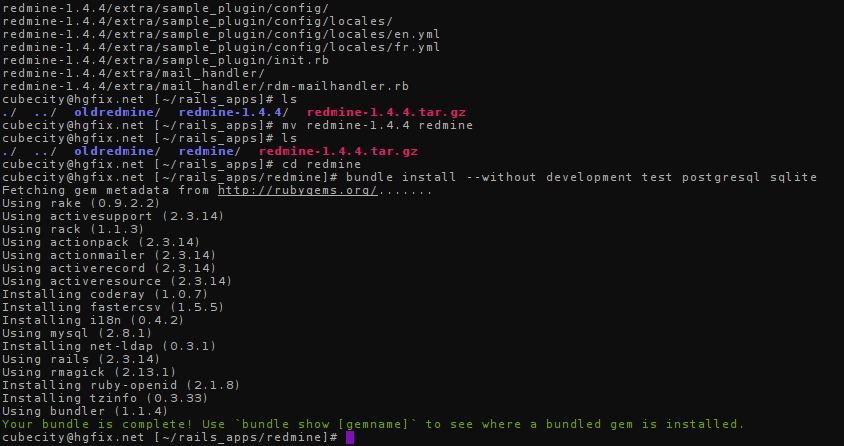 redmine-1.4.4/extra/sample_plugin/config/
redmine-1.4.4/extra/sample_plugin/config/locales/
redmine-1.4.4/extra/sample_plugin/config/locales/en.yml
redmine-1.4.4/extra/sample_plugin/config/locales/fr.yml
redmine-1.4.4/extra/sample_plugin/init.rb
redmine-1.4.4/extra/mail_handler/
redmine-1.4.4/extra/mail_handler/rdm-mailhandler.rb
cubecity@hgfix.net [~/rails_apps]# ls
./  ../  oldredmine/  redmine-1.4.4/  redmine-1.4.4.tar.gz
cubecity@hgfix.net [~/rails_apps]# mv redmine-1.4.4 redmine
cubecity@hgfix.net [~/rails_apps]# ls
./  ../  oldredmine/  redmine/  redmine-1.4.4.tar.gz
cubecity@hgfix.net [~/rails_apps]# cd redmine
cubecity@hgfix.net [~/rails_apps/redmine]# bundle install --without development test postgresql sqlite
Fetching gem metadata from http://rubygems.org/.......
Using rake (0.9.2.2)
Using activesupport (2.3.14)
Using rack (1.1.3)
Using actionpack (2.3.14)
Using actionmailer (2.3.14)
Using activerecord (2.3.14)
Using activeresource (2.3.14)
Installing coderay (1.0.7)
Installing fastercsv (1.5.5)
Installing i18n (0.4.2)
Using mysql (2.8.1)
Installing net-ldap (0.3.1)
Using rails (2.3.14)
Using rmagick (2.13.1)
Installing ruby-openid (2.1.8)
Installing tzinfo (0.3.33)
Using bundler (1.1.4)
Your bundle is complete! Use `bundle show [gemname]` to see where a bundled gem is installed.
cubecity@hgfix.net [~/rails_apps/redmine]#